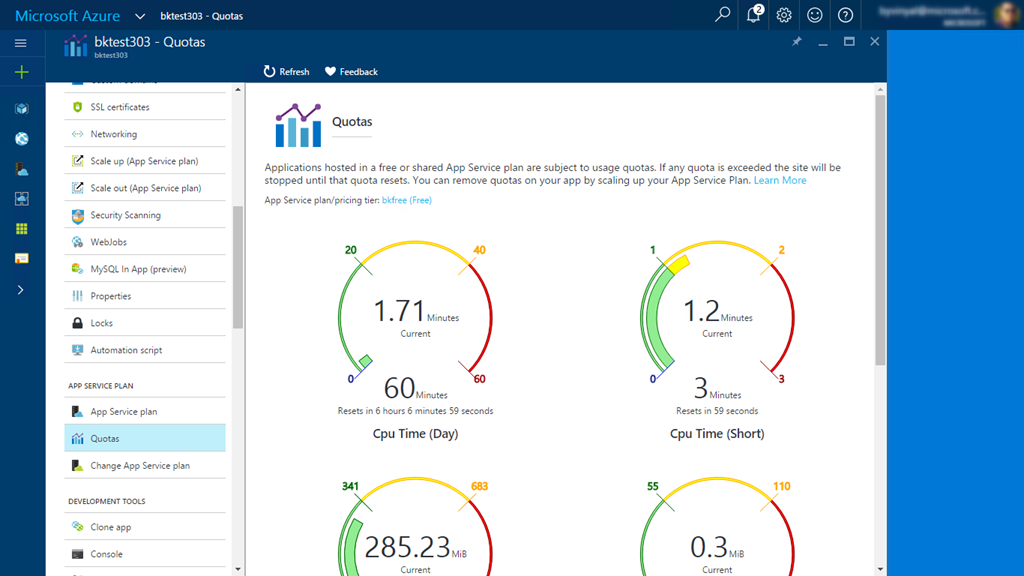 Microsoft Azure
bktest303 - Quotas
2
bktest303 - Quotas
bktest303
Refresh
Feedback
SSL certificates
Networking
Scale up (App Service plan)
Scale out (App Service plan)
Security Scanning
WebJobs
MySQL In App (preview)
Properties
Locks
Automation script
APP SERVICE PLAN
App Service plan
Quotas
Change App Service plan
DEVELOPMENT TOOLS
Clone app
Console
Quotas
Applications hosted in a free or shared App Service plan are subject to usage quotas. If any quota is exceeded the site will be
stopped until that quota resets. You can remove quotas on your app by scaling up your App Service Plan. Learn More
App Service plan/pricing tier: bkfree (Free)
20
40
1.71 Minutes
Current
0
60
60 Minutes
Resets in 6 hours 6 minutes 59 seconds
Cpu Time (Day)
1
2
1.2 Minutes
Current
0
3
3 Minutes
Resets in 59 seconds
Cpu Time (Short)
341
683
285.23 MiB
Current
55
110
0.3 MiB
Current